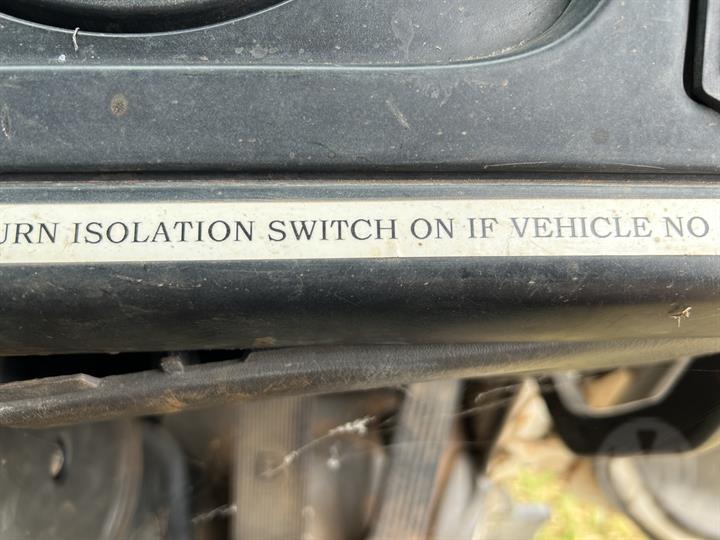 URN ISOLATION SWITCH ON IF VEHICLE NO